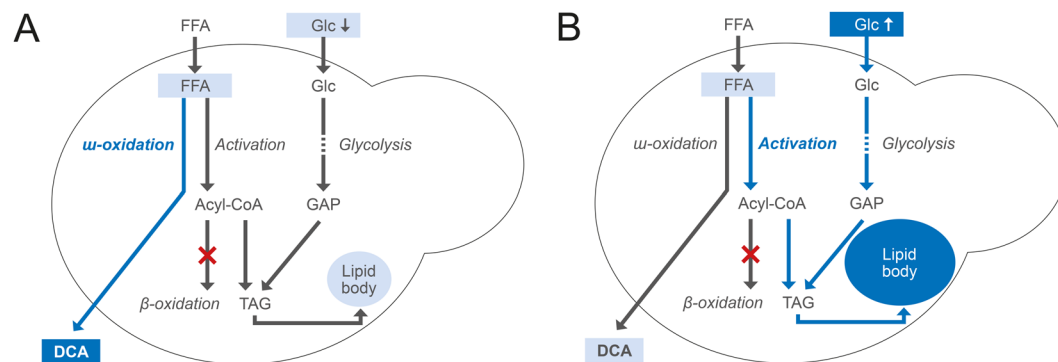 A
FFA
Glc ↓
FFA
Glc
ω-oxidation
Activation
Glycolysis
Acyl-CoA
GAP
Lipid
body
β-oxidation
TAG
DCA
B
FFA
Glc ↑
FFA
Glc
ω-oxidation
Activation
Glycolysis
Acyl-CoA
GAP
Lipid
body
β-oxidation
TAG
DCA